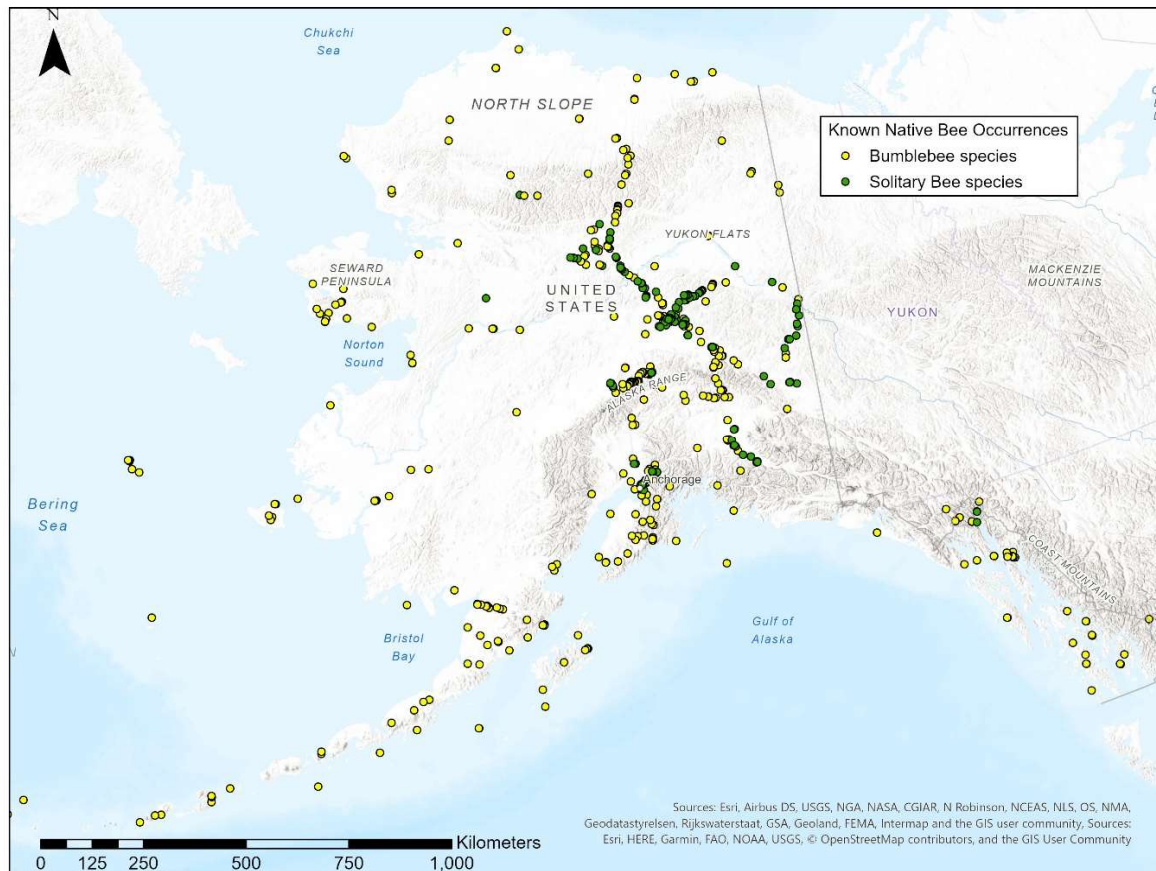 N
Chukchi
Sea
NORTH SLOPE
Known Native Bee Occurrences
Bumblebee species
Solitary Bee species
YUKON FLATS
SEWARD
PENINSULA
UNITED
STATES
MACKENZIE
MOUNTAINS
YUKON
Norton
Sound
ALASKA RANGE
Anchorage
Bering
Sea
COAST MOUNTAINS
Gulf of
Alaska
Bristol
Bay
Sources: Esri, Airbus DS, USGS, NGA, NASA, CGIAR, N Robinson, NCEAS, NLS, OS, NMA,
Geodatastyrelsen, Rijkswaterstaat, GSA, Geoland, FEMA, Intermap and the GIS user community, Sources:
Esri, HERE, Garmin, FAO, NOAA, USGS, © OpenStreetMap contributors, and the GIS User Community
Kilometers
0 125 250 500 750 1,000